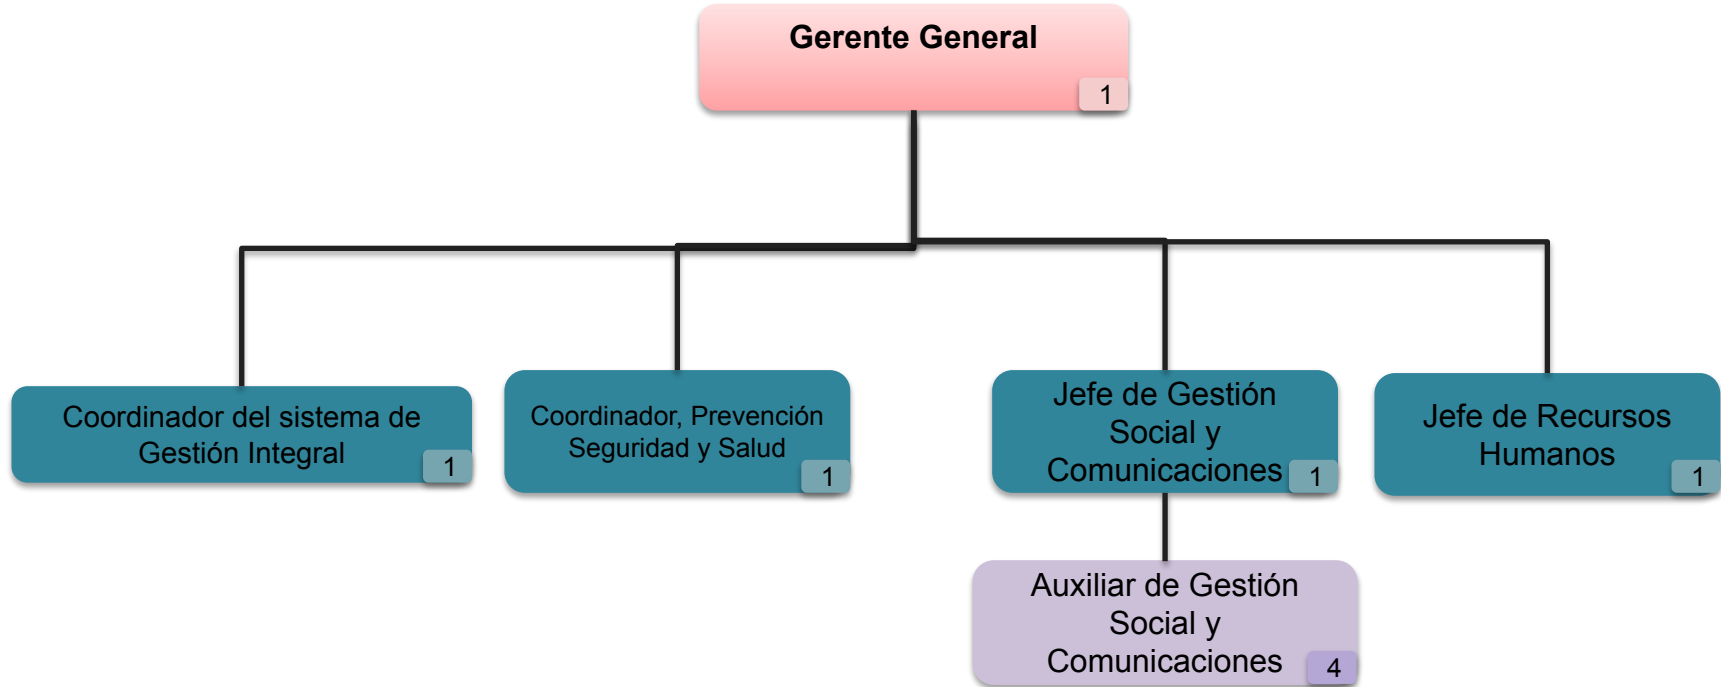 Gerente General
1
Coordinador del sistema de
Gestión Integral
1
Coordinador, Prevención
Seguridad y Salud
1
Jefe de Gestión
Social y
Comunicaciones
1
Jefe de Recursos
Humanos
1
Auxiliar de Gestión
Social y
Comunicaciones
4